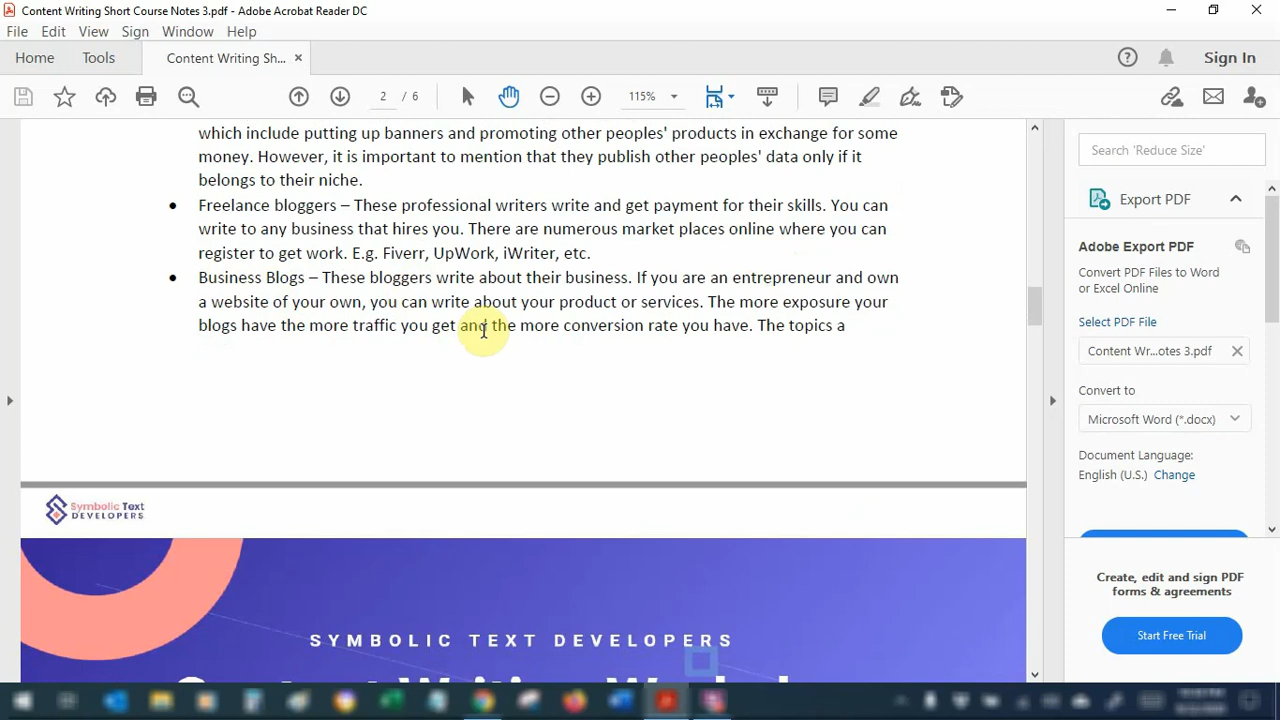 Content Writing Short Course Notes 3.pdf - Adobe Acrobat Reader DC
File Edit View Sign Window Help
Home Tools Content Writing Sh... × Sign In
2 / 6 115%
which include putting up banners and promoting other peoples' products in exchange for some
money. However, it is important to mention that they publish other peoples' data only if it
belongs to their niche.
• Freelance bloggers – These professional writers write and get payment for their skills. You can
write to any business that hires you. There are numerous market places online where you can
register to get work. E.g. Fiverr, UpWork, iWriter, etc.
• Business Blogs – These bloggers write about their business. If you are an entrepreneur and own
a website of your own, you can write about your product or services. The more exposure your
blogs have the more traffic you get and the more conversion rate you have. The topics a
Symbolic Text
DEVELOPERS
SYMBOLIC TEXT DEVELOPERS
Search 'Reduce Size'
Export PDF
Adobe Export PDF
Convert PDF Files to Word
or Excel Online
Select PDF File
Content Wr...otes 3.pdf
Convert to
Microsoft Word (*.docx)
Document Language:
English (U.S.) Change
Create, edit and sign PDF
forms & agreements
Start Free Trial